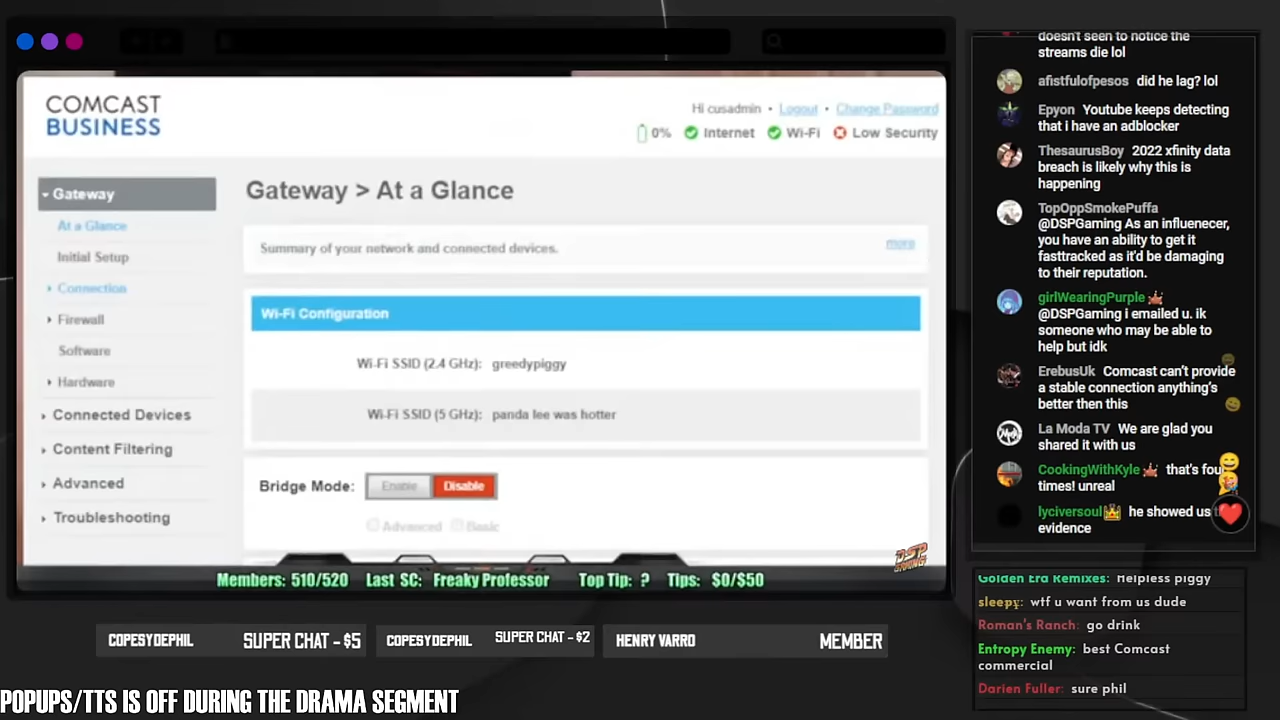 COMCAST
BUSINESS
Hi cusadmin • Logout • Change Password
0% Internet Wi-Fi Low Security
Gateway
At a Glance
Initial Setup
Connection
Firewall
Software
Hardware
Connected Devices
Content Filtering
Advanced
Troubleshooting
Gateway > At a Glance
Summary of your network and connected devices.
more
Wi-Fi Configuration
Wi-Fi SSID (2.4 GHz): greedypiggy
Wi-Fi SSID (5 GHz): panda lee was hotter
Bridge Mode: Enable Disable
Advanced Basic
DSP GAMING
Members: 510/520 Last SC: Freaky Professor Top Tip: ? Tips: $0/$50
COPESYDEPHIL SUPER CHAT - $5
COPESYDEPHIL SUPER CHAT - $2
HENRY VARRO MEMBER
POPUPS/TTS IS OFF DURING THE DRAMA SEGMENT
doesn't seen to notice the
streams die lol
afistfulofpesos did he lag? lol
Epyon Youtube keeps detecting
that i have an adblocker
ThesaurusBoy 2022 xfinity data
breach is likely why this is
happening
TopOppSmokePuffa
@DSPGaming As an influenecer,
you have an ability to get it
fasttracked as it'd be damaging
to their reputation.
girlWearingPurple
@DSPGaming i emailed u. ik
someone who may be able to
help but idk
ErebusUk Comcast can't provide
a stable connection anything's
better then this
La Moda TV We are glad you
shared it with us
CookingWithKyle that's four
times! unreal
lyciversoul he showed us
evidence
Golden Era Remixes: Helpless piggy
sleepy: wtf u want from us dude
Roman's Ranch: go drink
Entropy Enemy: best Comcast
commercial
Darien Fuller: sure phil